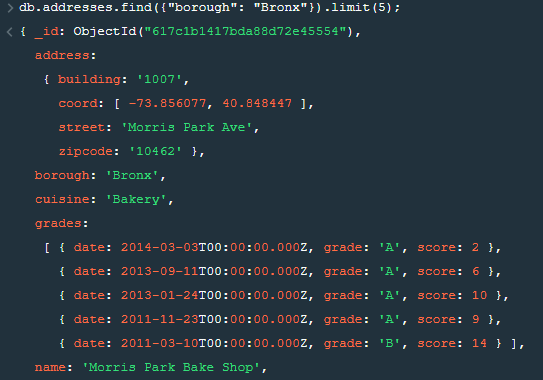 > db.addresses.find({"borough": "Bronx"}).limit(5);
< { _id: ObjectId("617c1b1417bda88d72e45554"),
address:
{ building: '1007',
coord: [ -73.856077, 40.848447 ],
street: 'Morris Park Ave',
zipcode: '10462' },
borough: 'Bronx',
cuisine: 'Bakery',
grades:
[ { date: 2014-03-03T00:00:00.000Z, grade: 'A', score: 2 },
{ date: 2013-09-11T00:00:00.000Z, grade: 'A', score: 6 },
{ date: 2013-01-24T00:00:00.000Z, grade: 'A', score: 10 },
{ date: 2011-11-23T00:00:00.000Z, grade: 'A', score: 9 },
{ date: 2011-03-10T00:00:00.000Z, grade: 'B', score: 14 } ],
name: 'Morris Park Bake Shop',